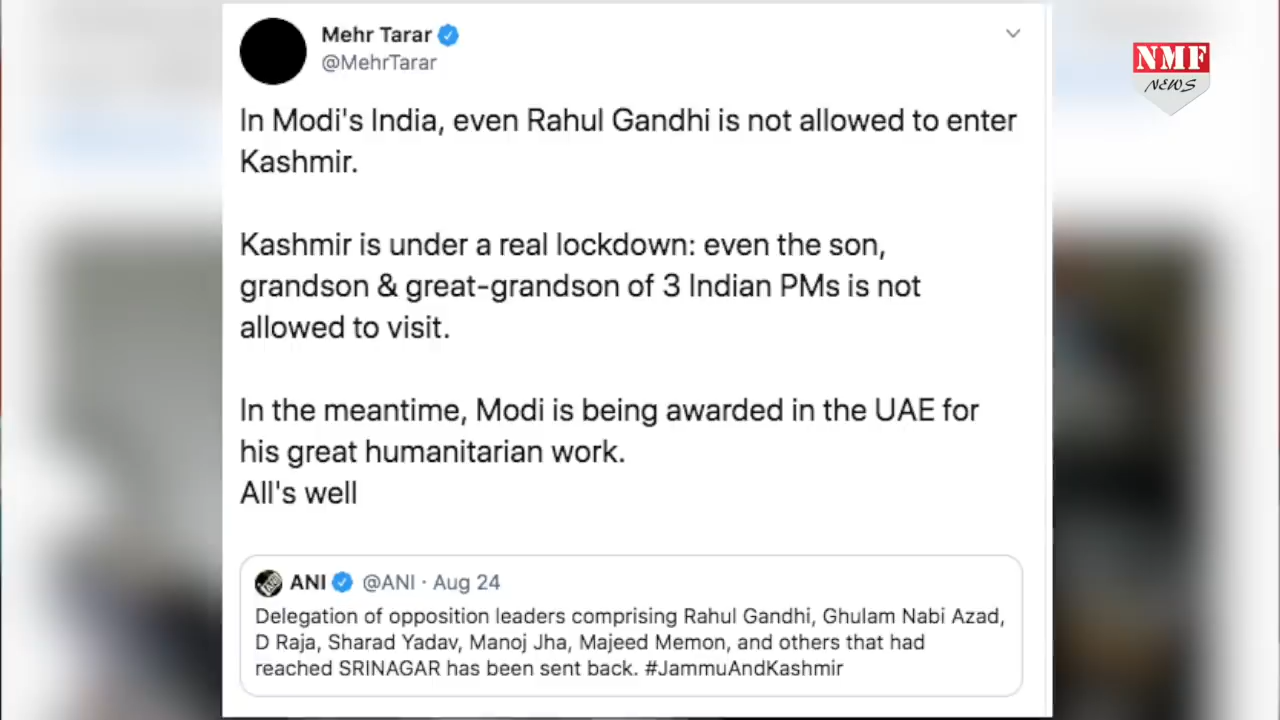 Mehr Tarar
@MehrTarar
NMF
NEWS
In Modi's India, even Rahul Gandhi is not allowed to enter
Kashmir.
Kashmir is under a real lockdown: even the son,
grandson & great-grandson of 3 Indian PMs is not
allowed to visit.
In the meantime, Modi is being awarded in the UAE for
his great humanitarian work.
All's well
ANI @ANI · Aug 24
Delegation of opposition leaders comprising Rahul Gandhi, Ghulam Nabi Azad,
D Raja, Sharad Yadav, Manoj Jha, Majeed Memon, and others that had
reached SRINAGAR has been sent back. #JammuAndKashmir